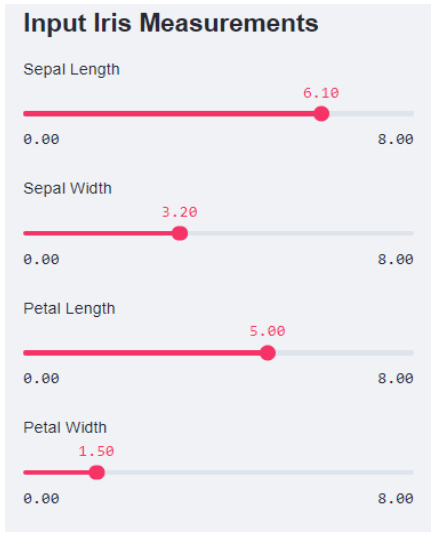 Input Iris Measurements
Sepal Length
6.10
0.00 8.00
Sepal Width
3.20
0.00 8.00
Petal Length
5.00
0.00 8.00
Petal Width
1.50
0.00 8.00